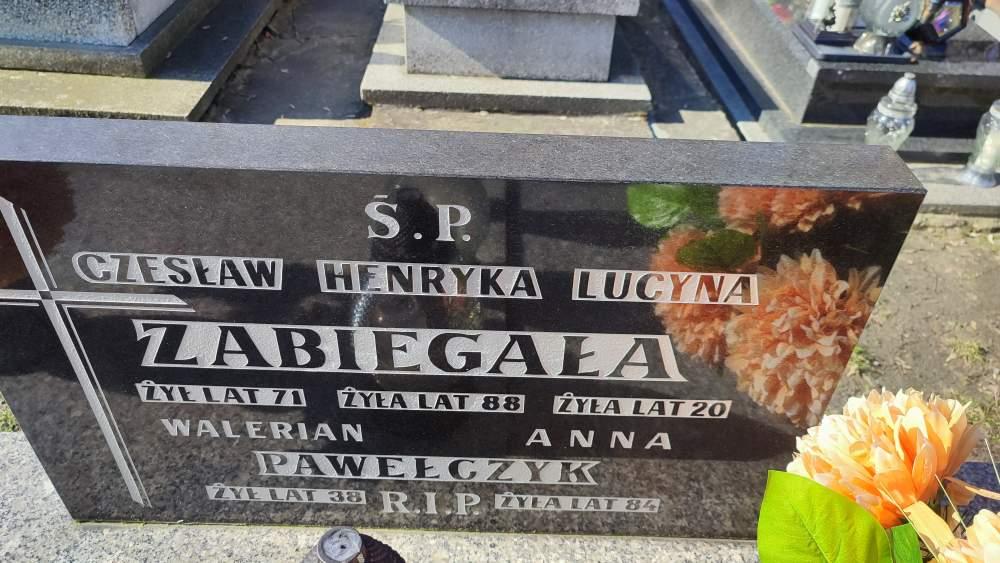 Ś.P.
CZESŁAW HENRYKA LUCYNA
ZABIEGAŁA
ŻYŁ LAT 71 ŻYŁA LAT 88 ŻYŁA LAT 20
WALERIAN ANNA
PAWEŁCZYK
ŻYŁ LAT 38 R.I.P. ŻYŁA LAT 84